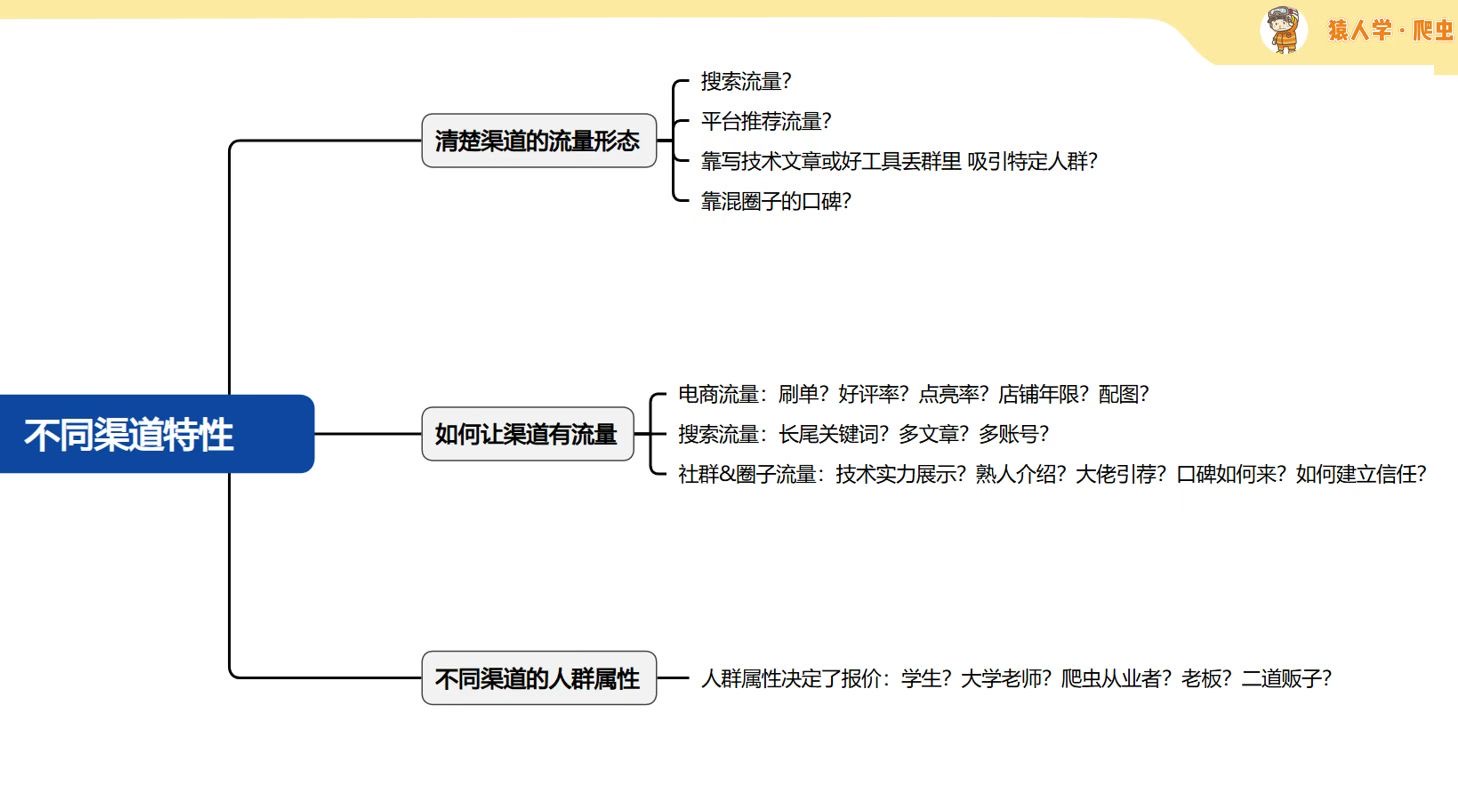 猿人学·爬虫
不同渠道特性
清楚渠道的流量形态
搜索流量？
平台推荐流量？
靠写技术文章或好工具丢群里 吸引特定人群？
靠混圈子的口碑？
如何让渠道有流量
电商流量：刷单？好评率？点亮率？店铺年限？配图？
搜索流量：长尾关键词？多文章？多账号？
社群&圈子流量：技术实力展示？熟人介绍？大佬引荐？口碑如何来？如何建立信任？
不同渠道的人群属性
人群属性决定了报价：学生？大学老师？爬虫从业者？老板？二道贩子？